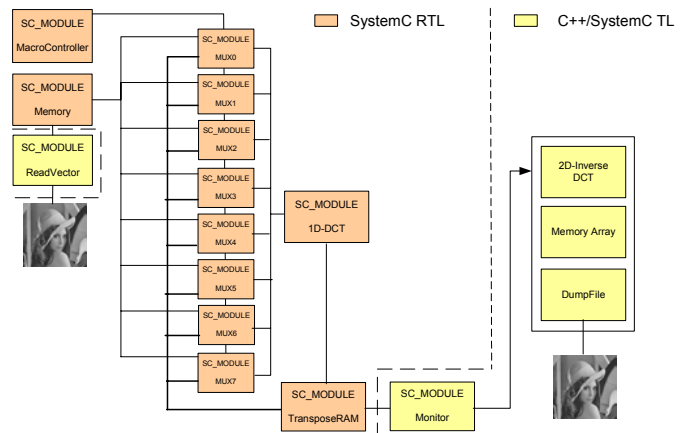 SystemC RTL
C++/SystemC TL
SC_MODULE
MacroController
SC_MODULE
Memory
SC_MODULE
ReadVector
SC_MODULE
MUX0
SC_MODULE
MUX1
SC_MODULE
MUX2
SC_MODULE
MUX3
SC_MODULE
MUX4
SC_MODULE
MUX5
SC_MODULE
MUX6
SC_MODULE
MUX7
SC_MODULE
1D-DCT
SC_MODULE
TransposeRAM
SC_MODULE
Monitor
2D-Inverse
DCT
Memory Array
DumpFile